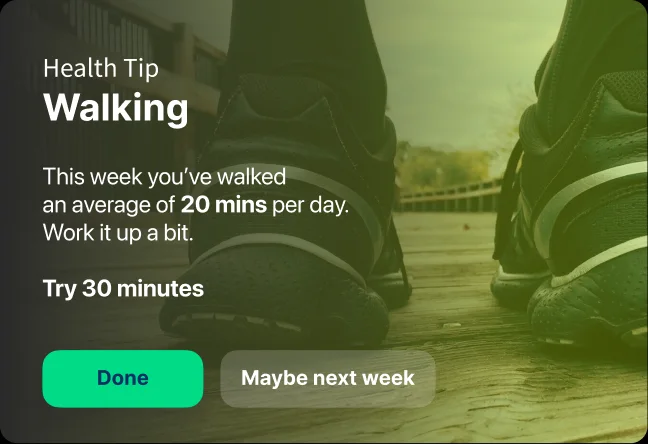 Health Tip
Walking
This week you’ve walked
an average of 20 mins per day.
Work it up a bit.
Try 30 minutes
Done
Maybe next week